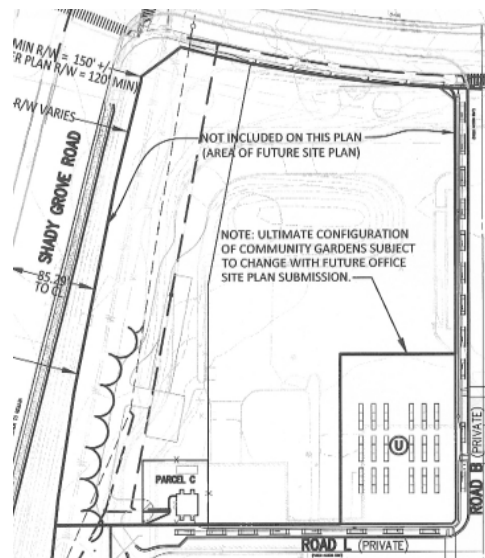 MIN R/W = 150' +/-
ER PLAN R/W = 120' MIN)
R/W VARIES
NOT INCLUDED ON THIS PLAN
(AREA OF FUTURE SITE PLAN)
SHADY GROVE ROAD
NOTE: ULTIMATE CONFIGURATION
OF COMMUNITY GARDENS SUBJECT
TO CHANGE WITH FUTURE OFFICE
SITE PLAN SUBMISSION.
85.29'
TO CL
U
PARCEL C
ROAD B (PRIVATE)
ROAD L (PRIVATE)